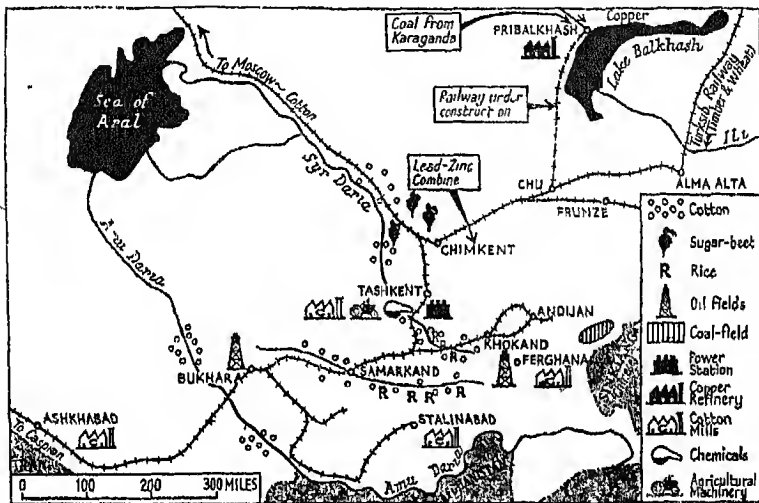 Coal from
Karaganda
Copper
PRIBALKHASH
Lake Balkhash
To Moscow~Cotton
Sea of
Aral
Railway under
construction
Turksib Railway
(Timber & Wheat)
Ili
Syr Daria
Lead-Zinc
Combine
CHU
ALMA ALTA
FRUNZE
CHIMKENT
Amu Daria
TASHKENT
ANDIJAN
KHOKAND
R
FERGHANA
SAMARKAND
BUKHARA
R R R R
ASHKHABAD
To Caspian
STALINABAD
Amu Daria
IRAN
0 100 200 300 MILES
Cotton
Sugar-beet
R Rice
Oil Fields
Coal-field
Power
Station
Copper
Refinery
Cotton
Mills
Chemicals
Agricultural
Machinery